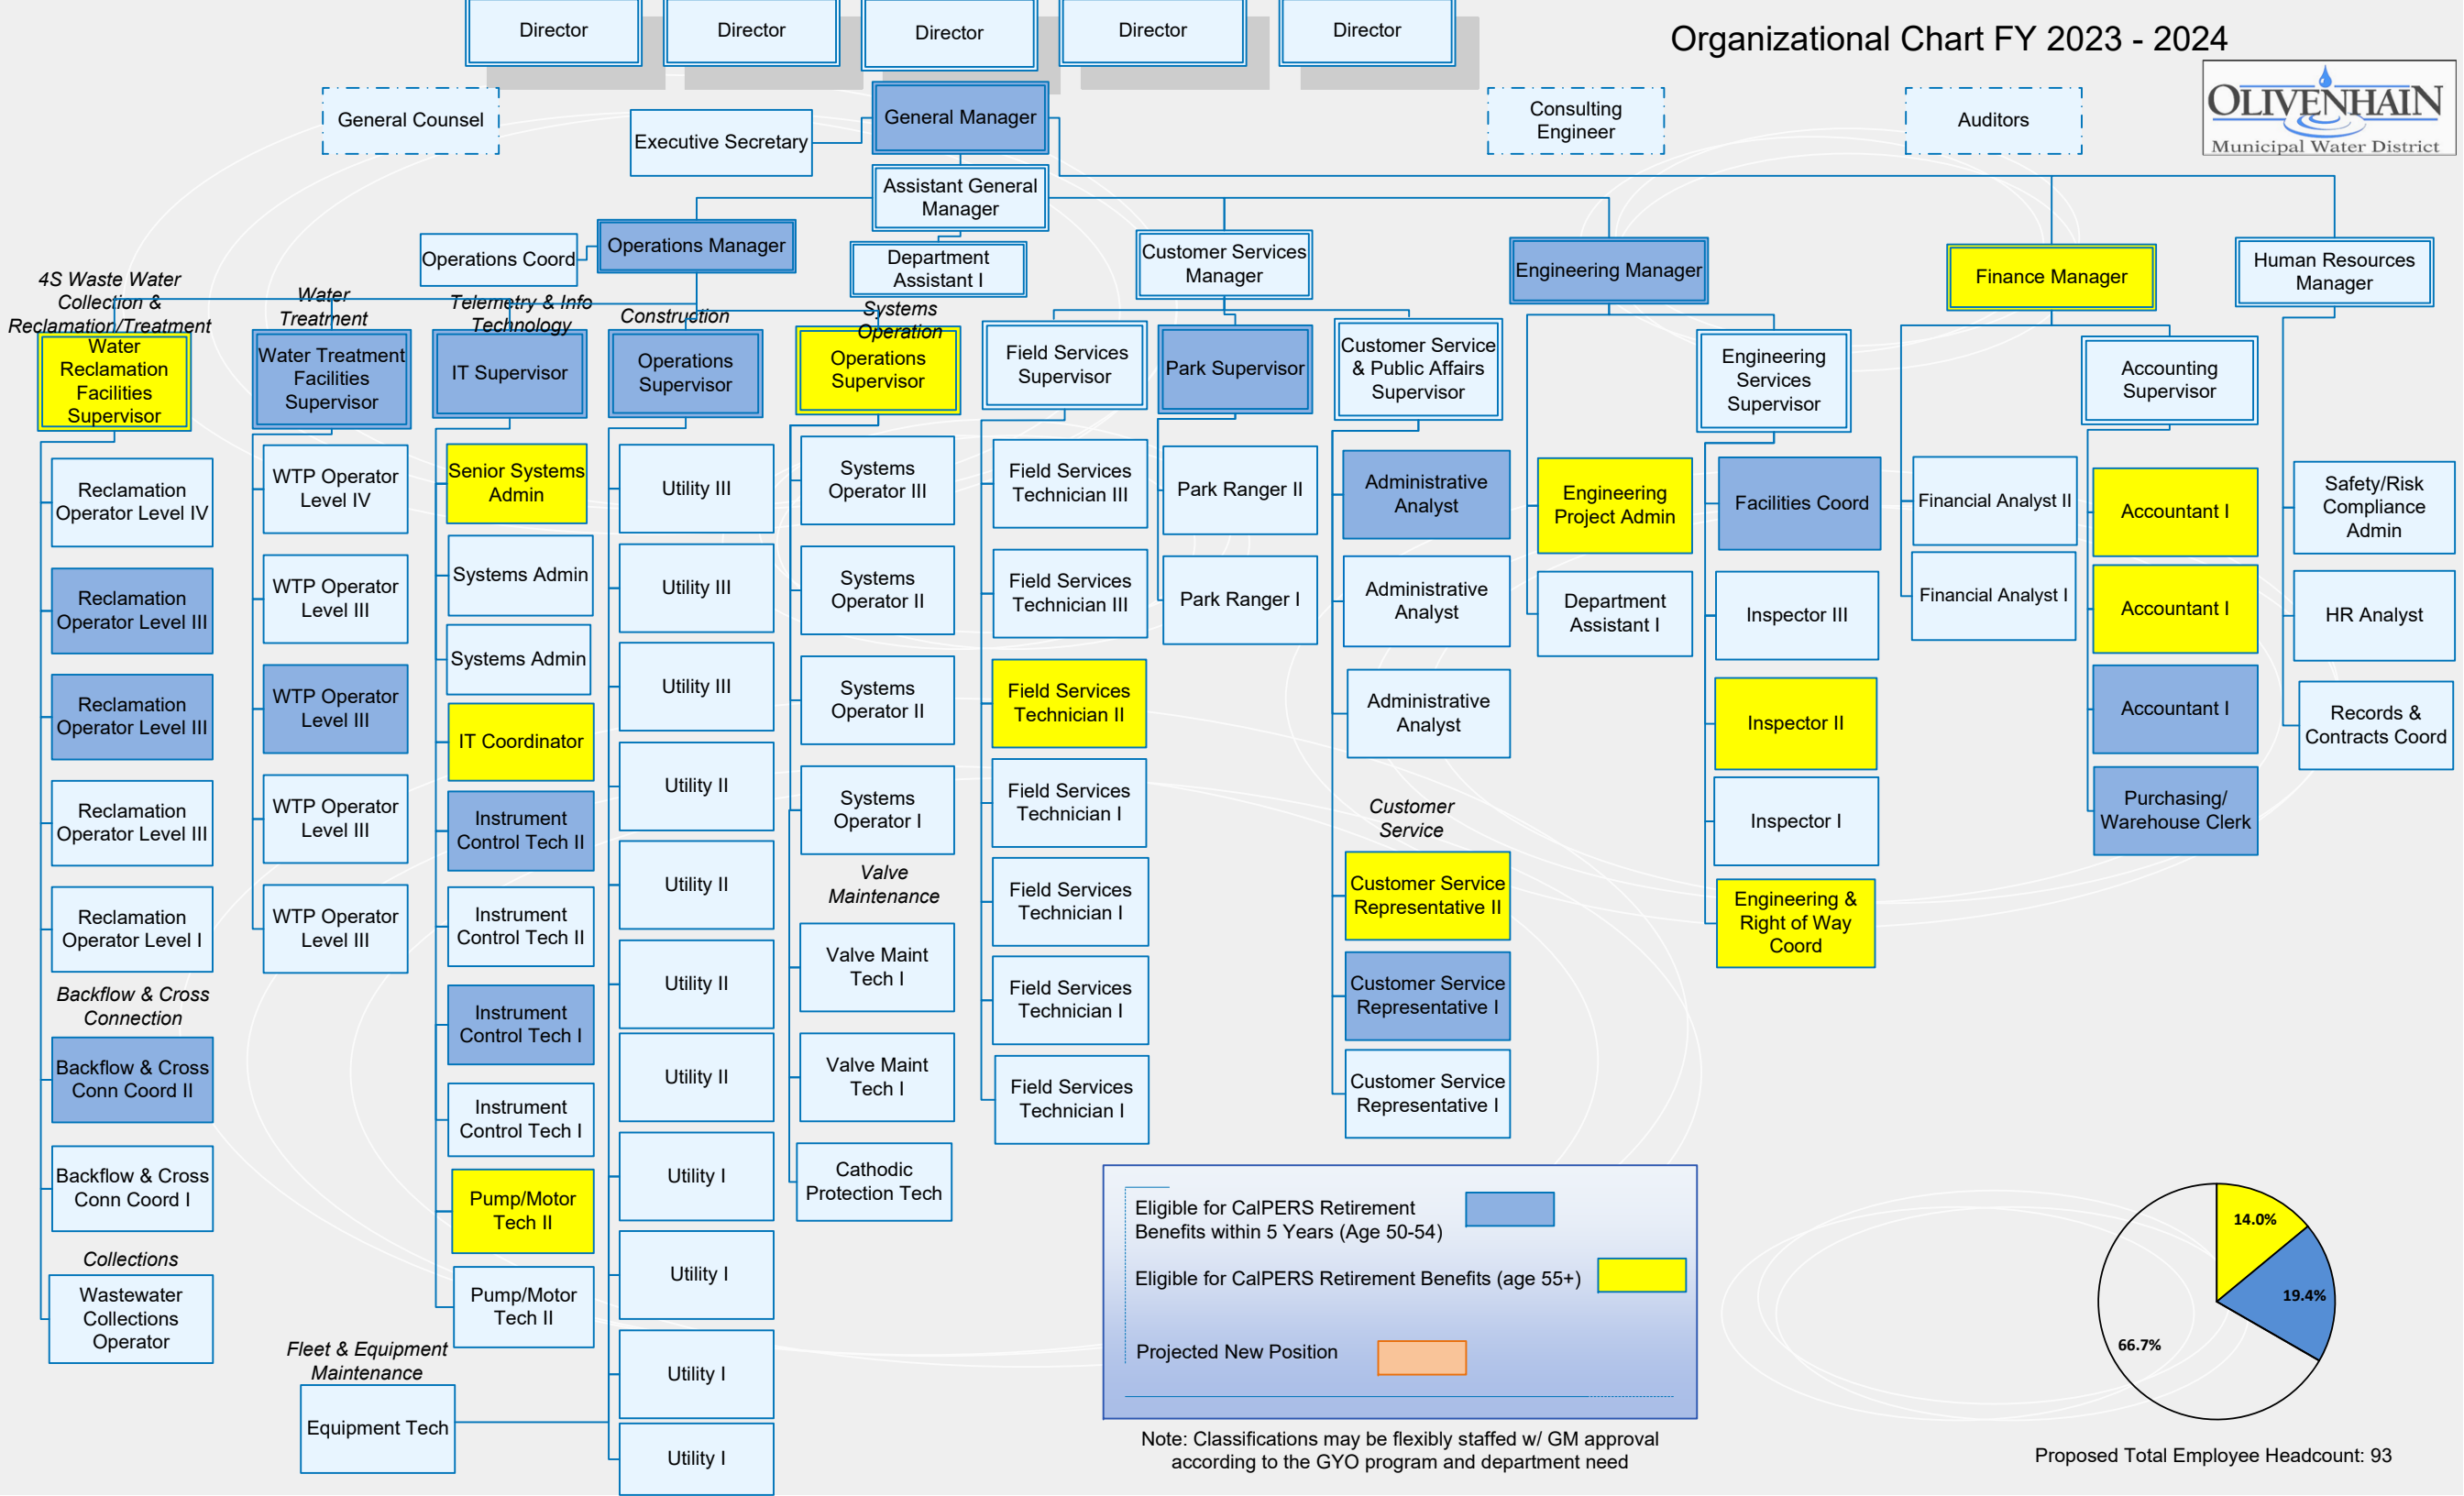 Director
Director
Director
Director
Director
Organizational Chart FY 2023 - 2024
OLIVENHAIN
Municipal Water District
General Counsel
Executive Secretary
General Manager
Consulting
Engineer
Auditors
Assistant General
Manager
Operations Coord
Operations Manager
Department
Assistant I
Customer Services
Manager
Engineering Manager
Finance Manager
Human Resources
Manager
4S Waste Water
Collection &
Reclamation/Treatment
Water
Treatment
Telemetry & Info
Technology
Construction
Systems
Operation
Water
Reclamation
Facilities
Supervisor
Water Treatment
Facilities
Supervisor
IT Supervisor
Operations
Supervisor
Operations
Supervisor
Field Services
Supervisor
Park Supervisor
Customer Service
& Public Affairs
Supervisor
Engineering
Services
Supervisor
Accounting
Supervisor
Reclamation
Operator Level IV
Reclamation
Operator Level III
Reclamation
Operator Level III
Reclamation
Operator Level III
Reclamation
Operator Level I
Backflow & Cross
Connection
Backflow & Cross
Conn Coord II
Backflow & Cross
Conn Coord I
Collections
Wastewater
Collections
Operator
WTP Operator
Level IV
WTP Operator
Level III
WTP Operator
Level III
WTP Operator
Level III
WTP Operator
Level III
Senior Systems
Admin
Systems Admin
Systems Admin
IT Coordinator
Instrument
Control Tech II
Instrument
Control Tech II
Instrument
Control Tech I
Instrument
Control Tech I
Pump/Motor
Tech II
Pump/Motor
Tech II
Fleet & Equipment
Maintenance
Equipment Tech
Utility III
Utility III
Utility III
Utility II
Utility II
Utility II
Utility II
Utility I
Utility I
Utility I
Utility I
Systems
Operator III
Systems
Operator II
Systems
Operator II
Systems
Operator I
Valve
Maintenance
Valve Maint
Tech I
Valve Maint
Tech I
Cathodic
Protection Tech
Field Services
Technician III
Field Services
Technician III
Field Services
Technician II
Field Services
Technician I
Field Services
Technician I
Field Services
Technician I
Field Services
Technician I
Park Ranger II
Park Ranger I
Administrative
Analyst
Administrative
Analyst
Administrative
Analyst
Customer
Service
Customer Service
Representative II
Customer Service
Representative I
Customer Service
Representative I
Engineering
Project Admin
Department
Assistant I
Facilities Coord
Inspector III
Inspector II
Inspector I
Engineering &
Right of Way
Coord
Financial Analyst II
Financial Analyst I
Accountant I
Accountant I
Accountant I
Purchasing/
Warehouse Clerk
Safety/Risk
Compliance
Admin
HR Analyst
Records &
Contracts Coord
Eligible for CalPERS Retirement
Benefits within 5 Years (Age 50-54)
Eligible for CalPERS Retirement Benefits (age 55+)
Projected New Position
Note: Classifications may be flexibly staffed w/ GM approval
according to the GYO program and department need
14.0%
19.4%
66.7%
Proposed Total Employee Headcount: 93